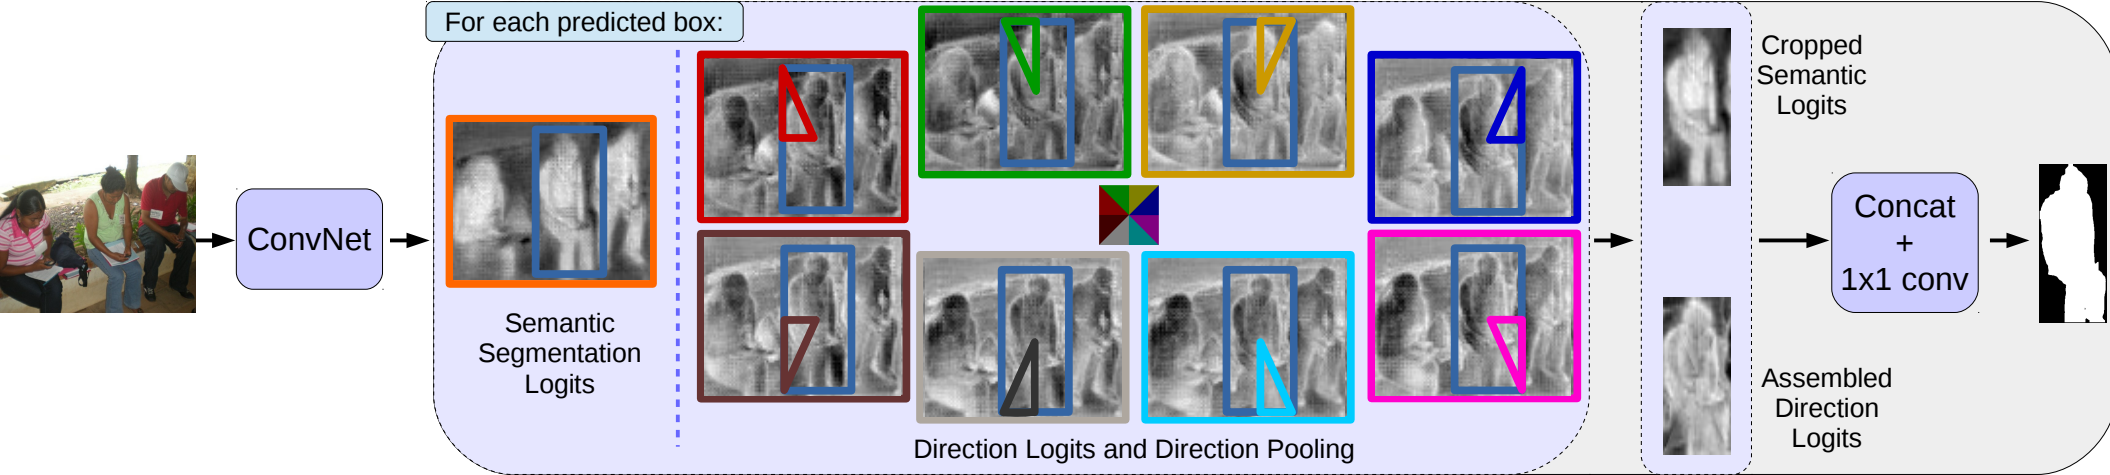 For each predicted box:
ConvNet
Semantic
Segmentation
Logits
Direction Logits and Direction Pooling
Cropped
Semantic
Logits
Assembled
Direction
Logits
Concat
+
1x1 conv